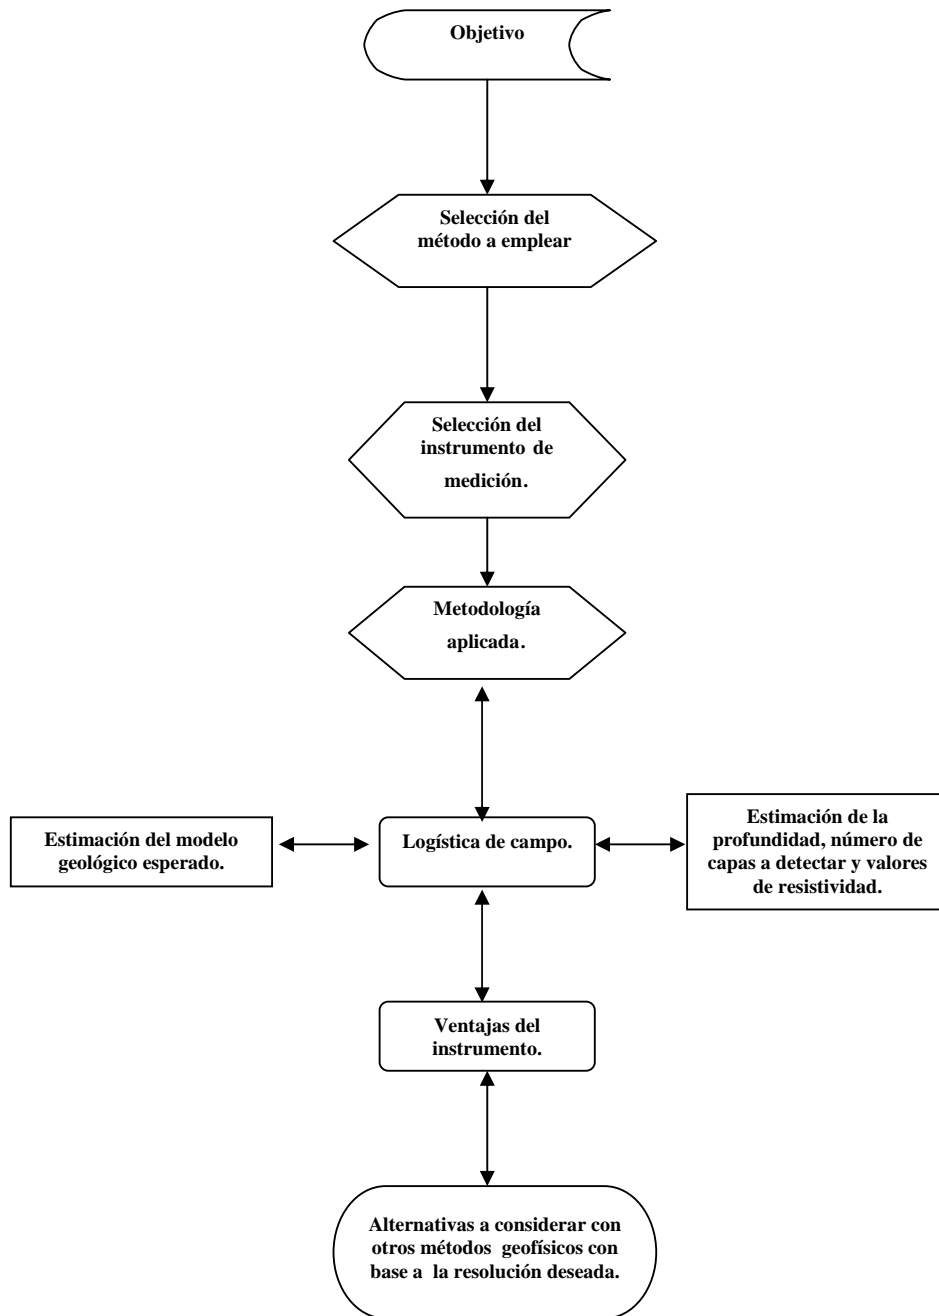 Objetivo
Selección del
método a emplear
Selección del
instrumento de
medición.
Metodología
aplicada.
Estimación del modelo
geológico esperado.
Logística de campo.
Estimación de la
profundidad, número de
capas a detectar y valores
de resistividad.
Ventajas del
instrumento.
Alternativas a considerar con
otros métodos geofísicos con
base a la resolución deseada.